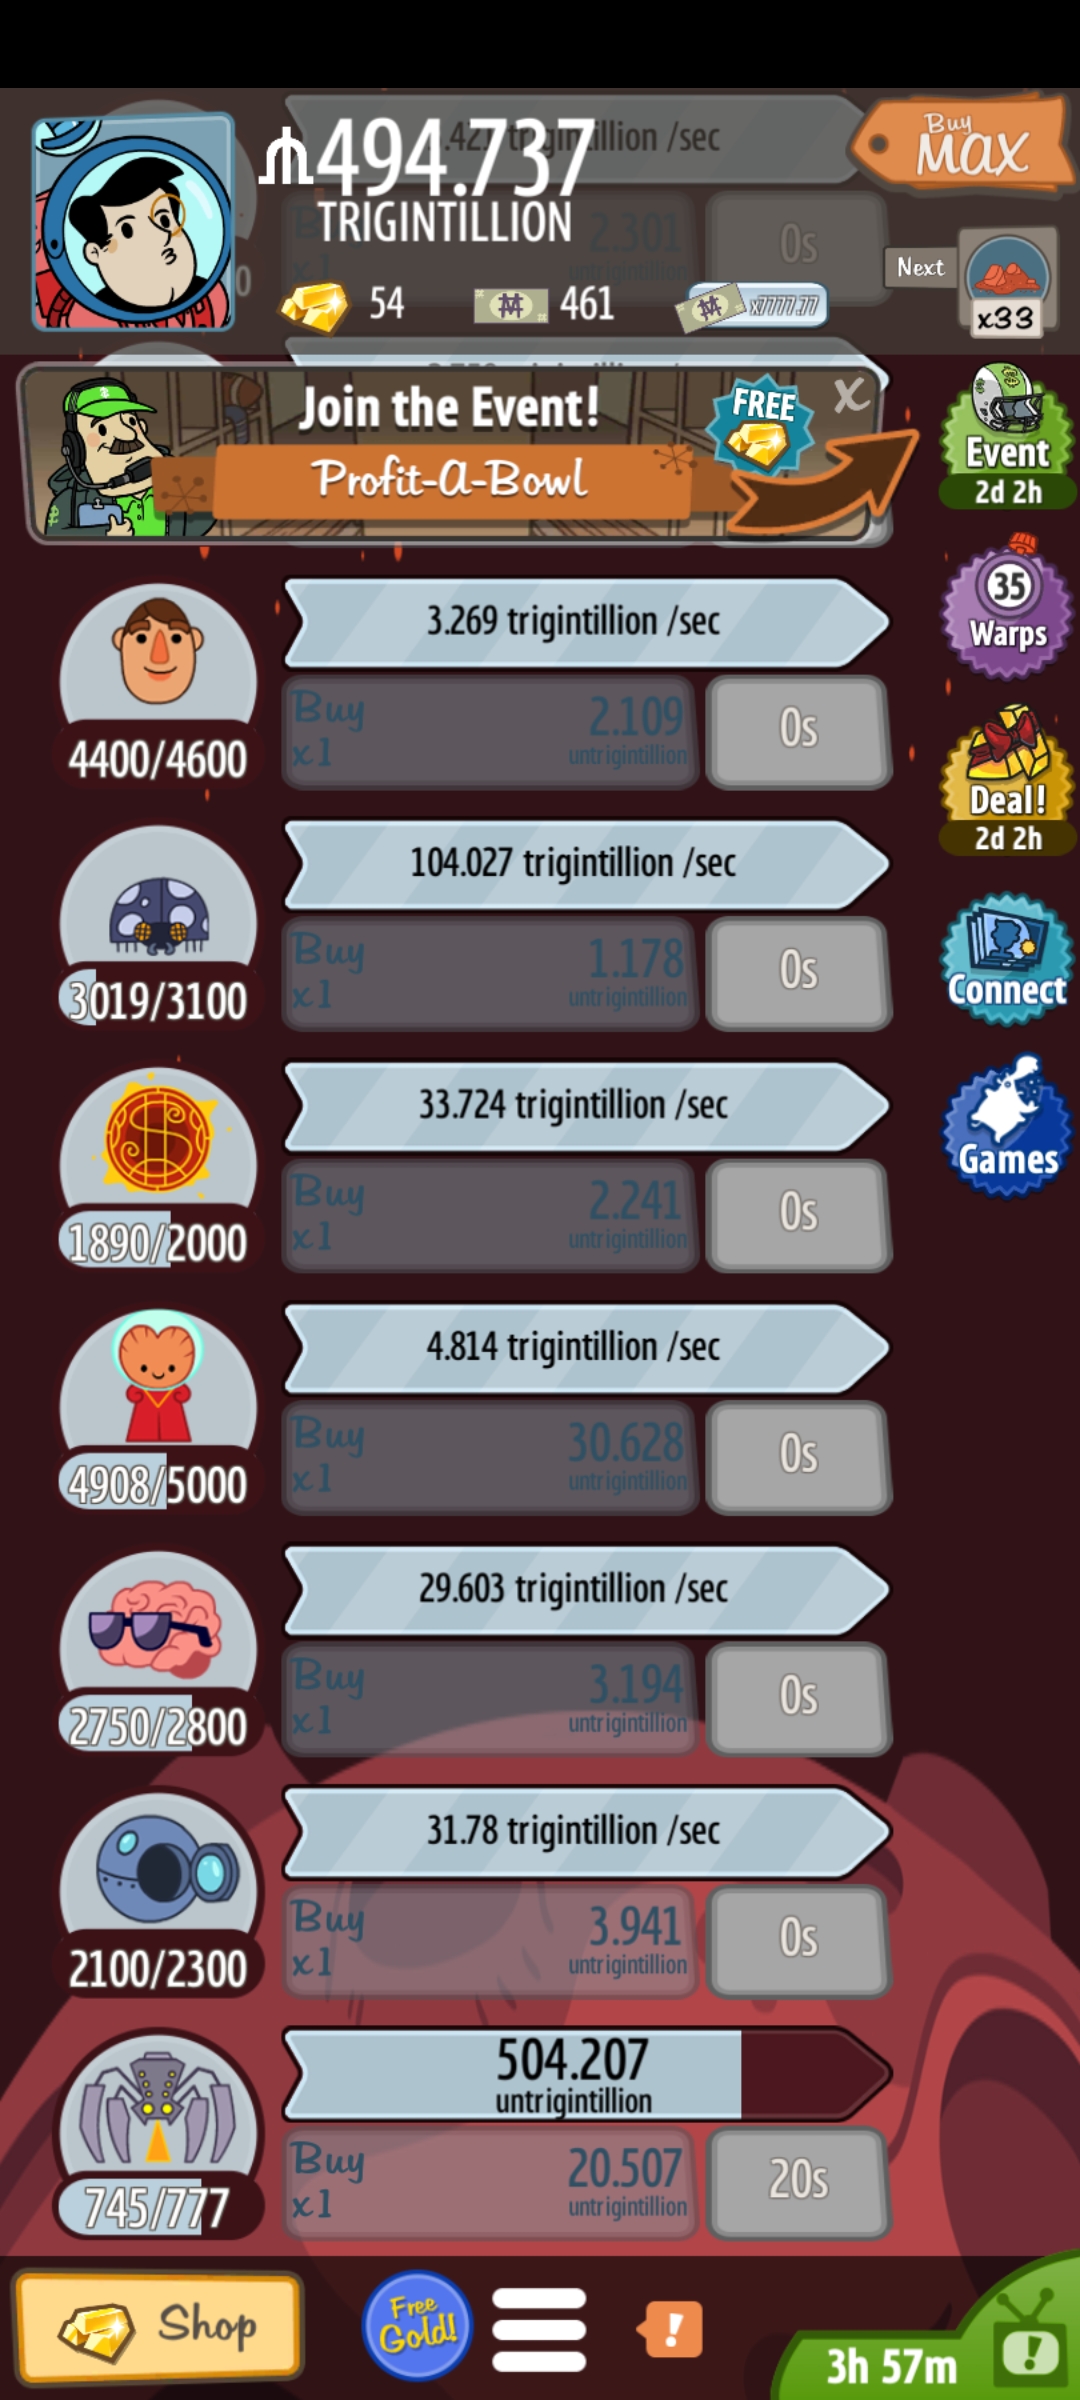 494.737
TRIGINTILLION
Buy
MAX
trigintillion /sec
2.301
untrigintillion
0s
54
461
x7777.77
Next
x33
Join the Event!
FREE
X
Profit-A-Bowl
Event
2d 2h
3.269 trigintillion /sec
35
Warps
Buy
x1
2.109
untrigintillion
0s
4400/4600
Deal!
2d 2h
104.027 trigintillion /sec
Buy
x1
1.178
untrigintillion
0s
3019/3100
Connect
33.724 trigintillion /sec
Games
Buy
x1
2.241
untrigintillion
0s
1890/2000
4.814 trigintillion /sec
Buy
x1
30.628
untrigintillion
0s
4908/5000
29.603 trigintillion /sec
Buy
x1
3.194
untrigintillion
0s
2750/2800
31.78 trigintillion /sec
Buy
x1
3.941
untrigintillion
0s
2100/2300
504.207
untrigintillion
Buy
x1
20.507
untrigintillion
20s
745/777
Shop
Free
Gold!
!
3h 57m
!